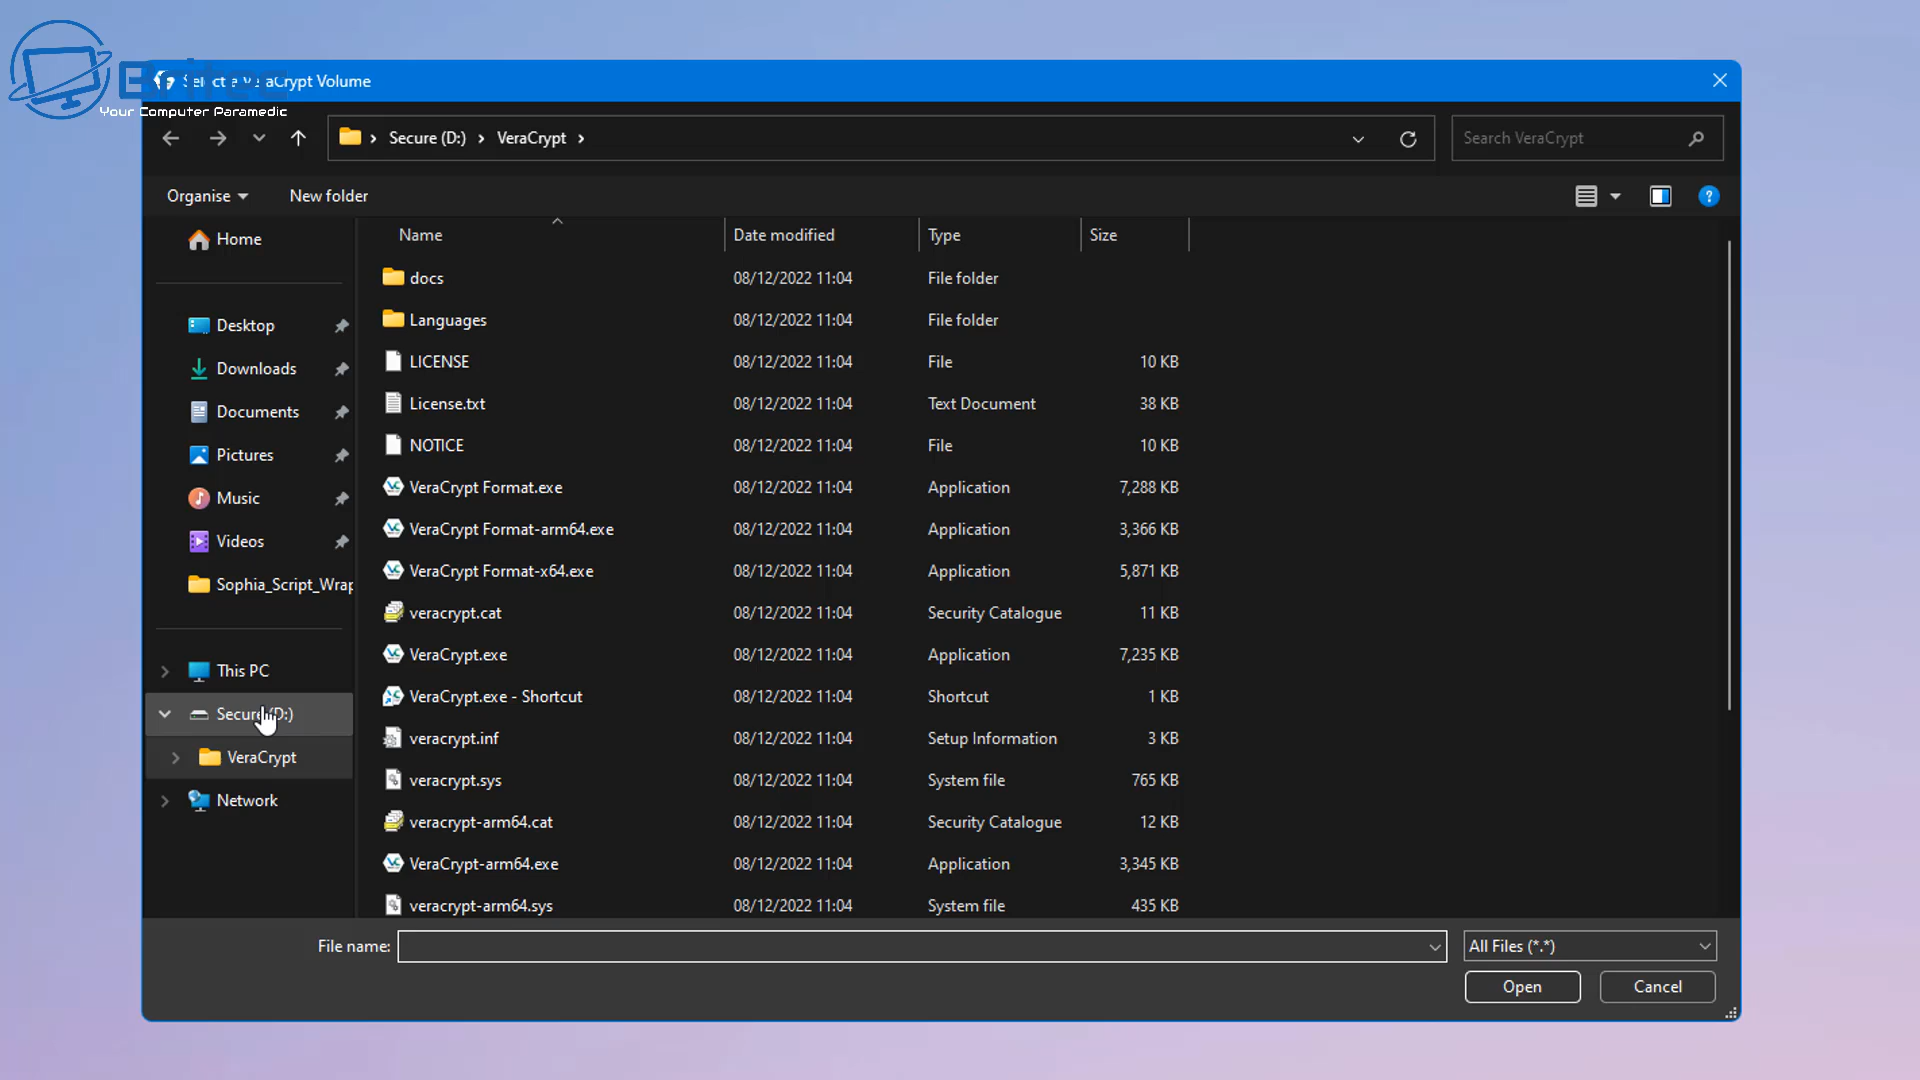 Select a VeraCrypt Volume
Your Computer Paramedic
Secure (D:) VeraCrypt
Search VeraCrypt
Organise New folder
Home
Desktop
Downloads
Documents
Pictures
Music
Videos
Sophia_Script_Wrap
This PC
Secure (D:)
VeraCrypt
Network
Name Date modified Type Size
docs 08/12/2022 11:04 File folder
Languages 08/12/2022 11:04 File folder
LICENSE 08/12/2022 11:04 File 10 KB
License.txt 08/12/2022 11:04 Text Document 38 KB
NOTICE 08/12/2022 11:04 File 10 KB
VeraCrypt Format.exe 08/12/2022 11:04 Application 7,288 KB
VeraCrypt Format-arm64.exe 08/12/2022 11:04 Application 3,366 KB
VeraCrypt Format-x64.exe 08/12/2022 11:04 Application 5,871 KB
veracrypt.cat 08/12/2022 11:04 Security Catalogue 11 KB
VeraCrypt.exe 08/12/2022 11:04 Application 7,235 KB
VeraCrypt.exe - Shortcut 08/12/2022 11:04 Shortcut 1 KB
veracrypt.inf 08/12/2022 11:04 Setup Information 3 KB
veracrypt.sys 08/12/2022 11:04 System file 765 KB
veracrypt-arm64.cat 08/12/2022 11:04 Security Catalogue 12 KB
VeraCrypt-arm64.exe 08/12/2022 11:04 Application 3,345 KB
veracrypt-arm64.sys 08/12/2022 11:04 System file 435 KB
File name: All Files (*.*)
Open Cancel